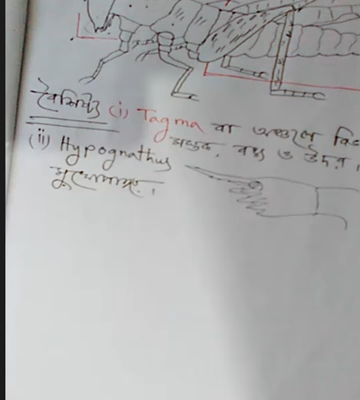 বৈশিষ্ট্য (i) Tagma বা অঞ্চলে
মস্তক, বক্ষ ও উদর।
(ii) Hypognathus